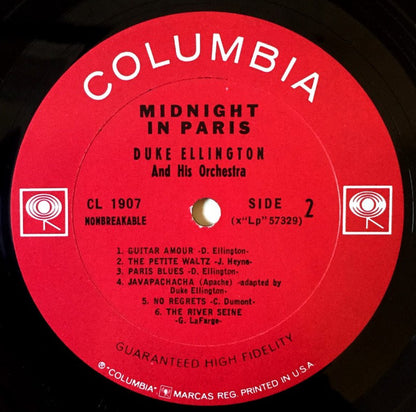 COLUMBIA
MIDNIGHT
IN PARIS
DUKE ELLINGTON
And His Orchestra
CL 1907
NONBREAKABLE
SIDE 2
(x"Lp" 57329)
1. GUITAR AMOUR -D. Ellington-
2. THE PETITE WALTZ -J. Heyne-
3. PARIS BLUES -D. Ellington-
4. JAVAPACHACHA (Apache) -adapted by
Duke Ellington-
5. NO REGRETS -C. Dumont-
6. THE RIVER SEINE
-G. LaFarge-
GUARANTEED HIGH FIDELITY
® "COLUMBIA", MARCAS REG. PRINTED IN U.S.A